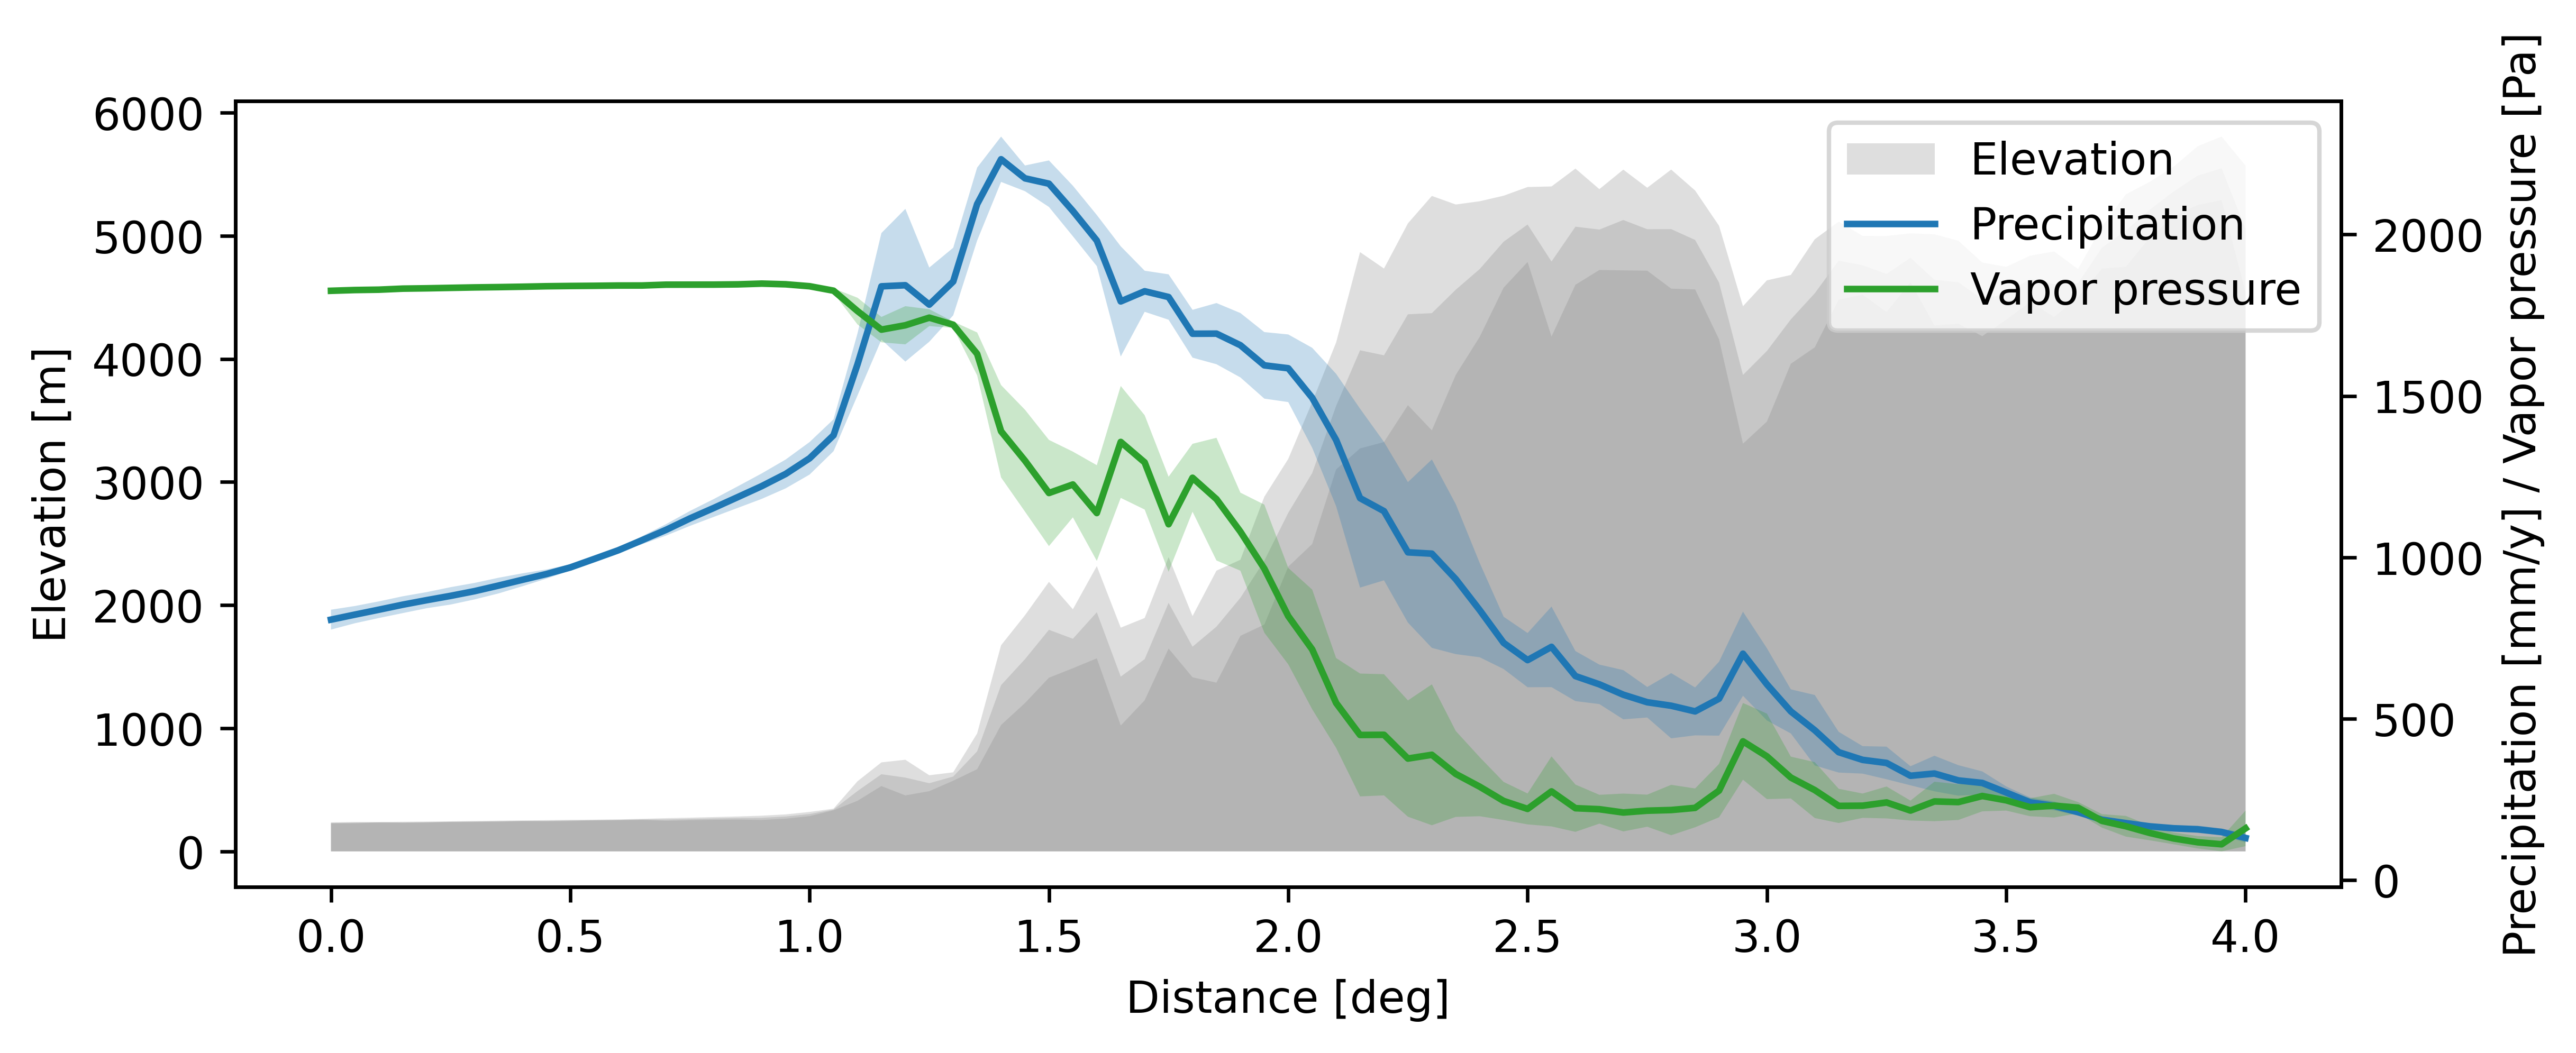 6000
5000
4000
3000
2000
1000
0
Elevation [m]
Elevation
Precipitation
Vapor pressure
2000
1500
1000
500
0
Precipitation [mm/y] / Vapor pressure [Pa]
0.0 0.5 1.0 1.5 2.0 2.5 3.0 3.5 4.0
Distance [deg]